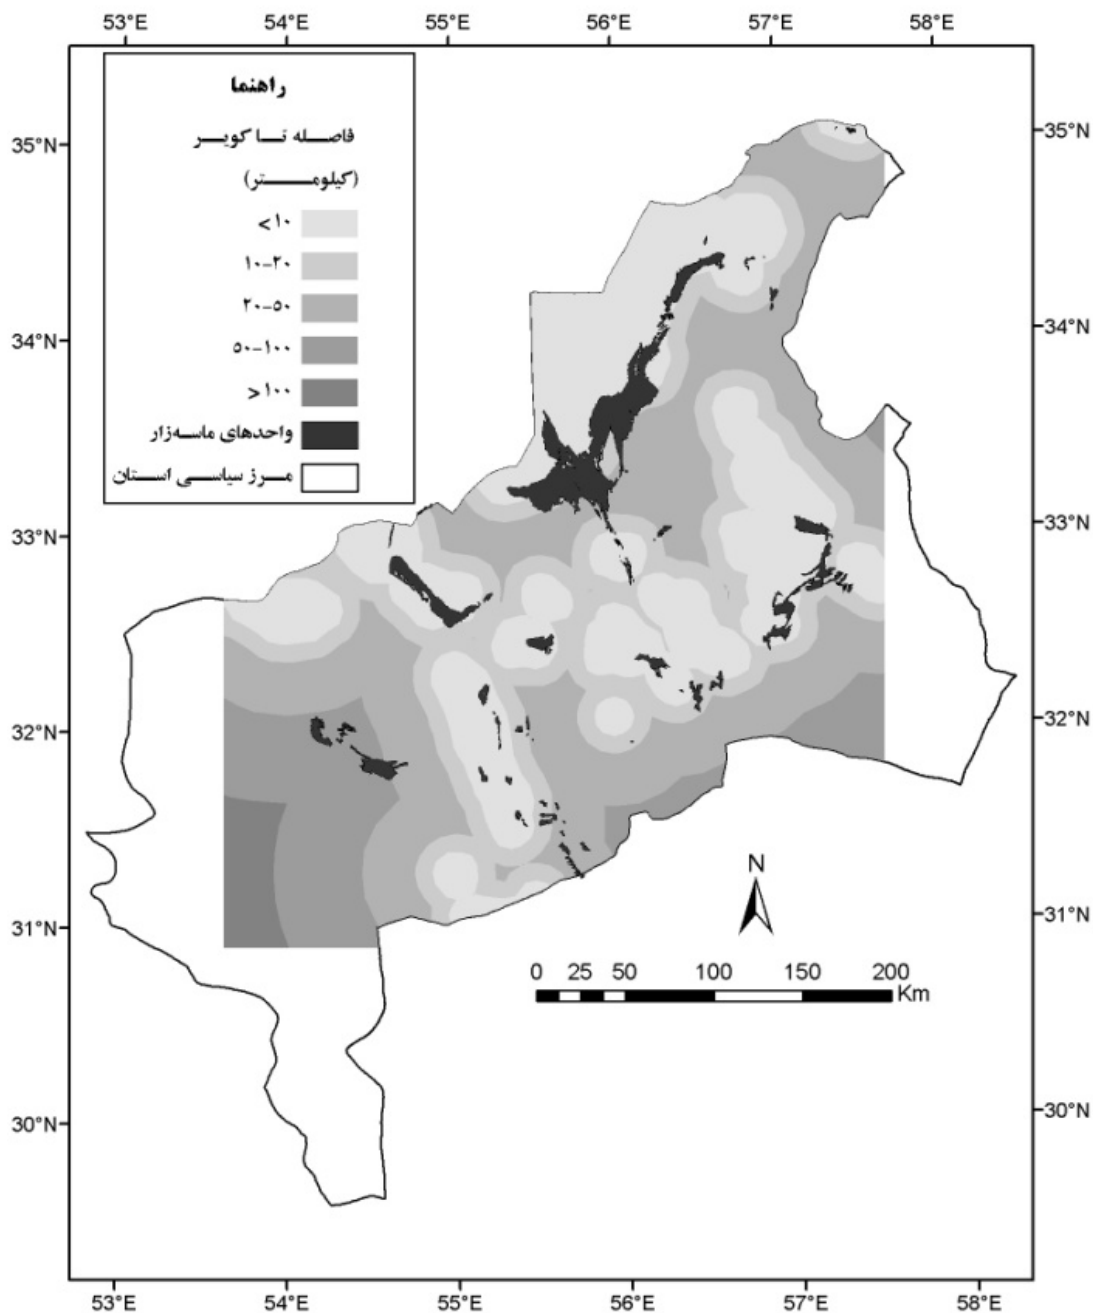 53°E 54°E 55°E 56°E 57°E 58°E
راهنما
فاصله تا کویر
(کیلومتر)
< ۱۰
۱۰-۲۰
۲۰-۵۰
۵۰-۱۰۰
> ۱۰۰
واحدهای ماسه‌زار
مرز سیاسی استان
35°N 35°N
34°N 34°N
33°N 33°N
32°N 32°N
31°N 31°N
30°N 30°N
N
0 25 50 100 150 200
Km
53°E 54°E 55°E 56°E 57°E 58°E